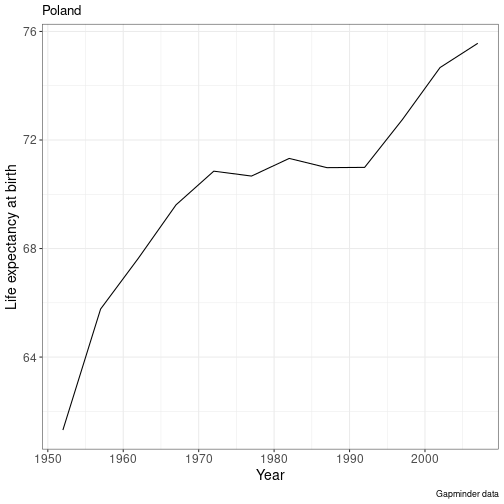 Poland
76
72
68
64
Life expectancy at birth
1950 1960 1970 1980 1990 2000
Year
Gapminder data